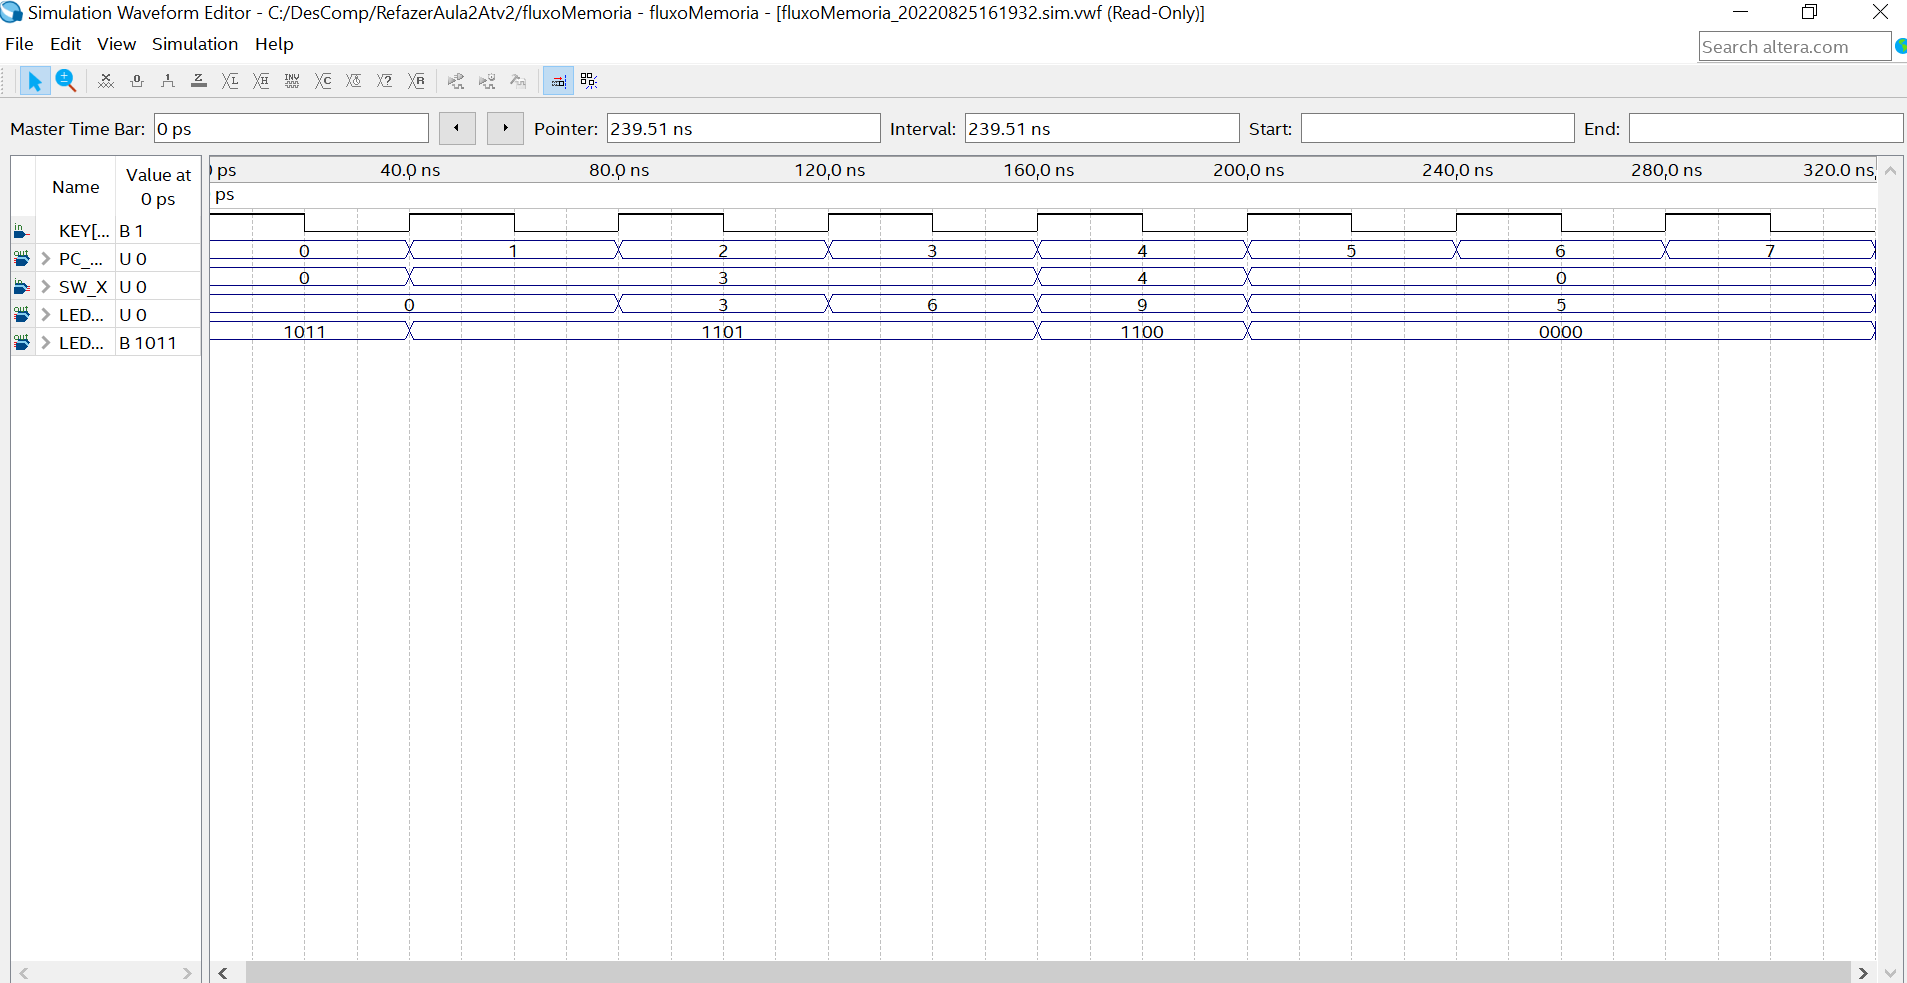 Simulation Waveform Editor - C:/DesComp/RefazerAula2Atv2/fluxoMemoria - fluxoMemoria - [fluxoMemoria_20220825161932.sim.vwf (Read-Only)]
File Edit View Simulation Help
Search altera.com
Master Time Bar: 0 ps Pointer: 239.51 ns Interval: 239.51 ns Start: End:
Name Value at 0 ps
ps 40.0 ns 80.0 ns 120.0 ns 160.0 ns 200.0 ns 240.0 ns 280.0 ns 320.0 ns
ps
KEY[... B 1
PC_... U 0 0 1 2 3 4 5 6 7
SW_X U 0 0 3 4 0
LED... U 0 0 3 6 9 5
LED... B 1011 1011 1101 1100 0000